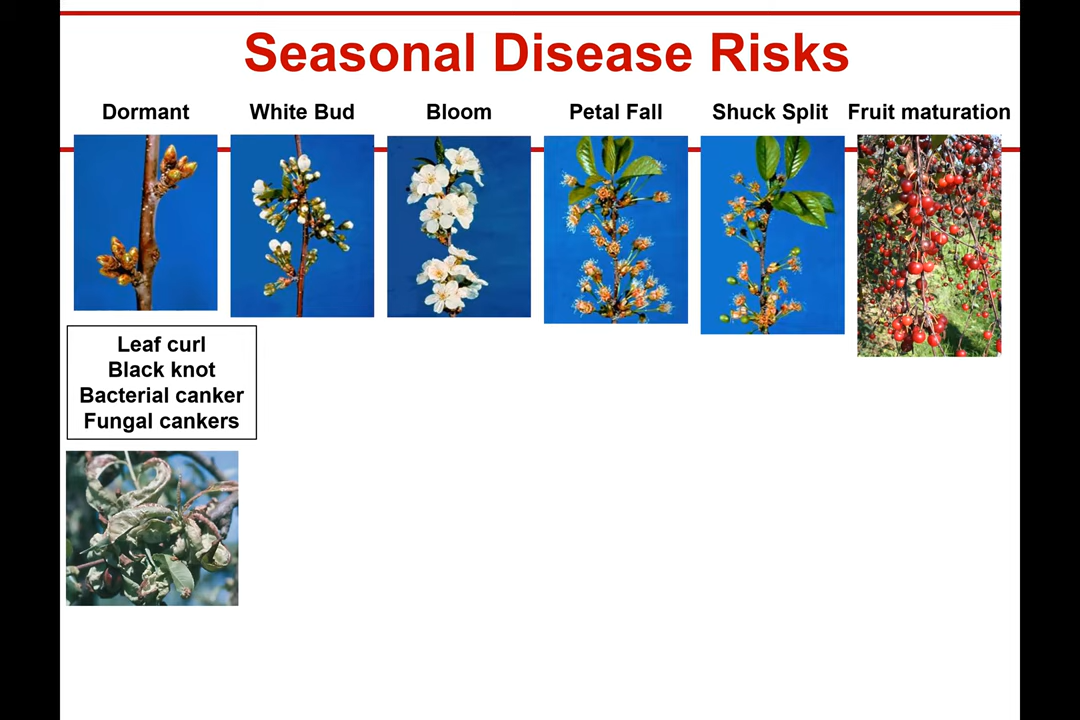 Seasonal Disease Risks
Dormant
White Bud
Bloom
Petal Fall
Shuck Split
Fruit maturation
Leaf curl
Black knot
Bacterial canker
Fungal cankers